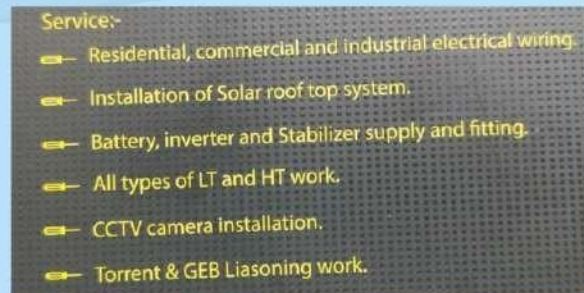 Service:-
Residential, commercial and industrial electrical wiring
Installation of Solar roof top system.
Battery, inverter and Stabilizer supply and fitting.
All types of LT and HT work.
CCTV camera installation.
Torrent & GEB Liasoning work.